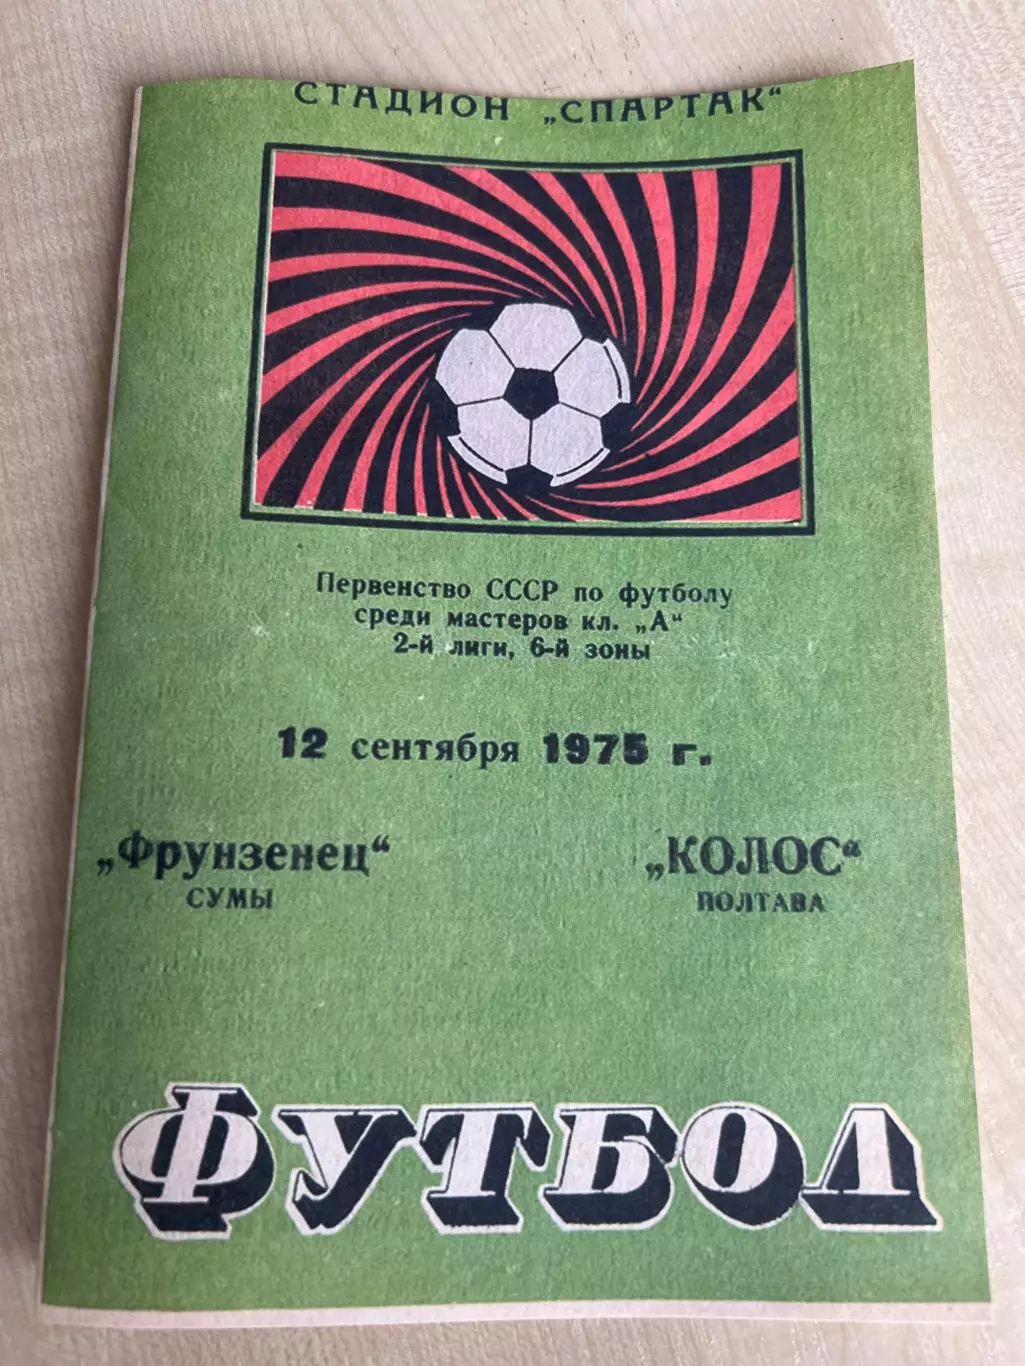 СТАДИОН „СПАРТАК“
Первенство СССР по футболу
среди мастеров кл. „А“
2-й лиги, 6-й зоны
12 сентября 1975 г.
„Фрунзенец“
СУМЫ
„КОЛОС“
ПОЛТАВА
ФУТБОЛ